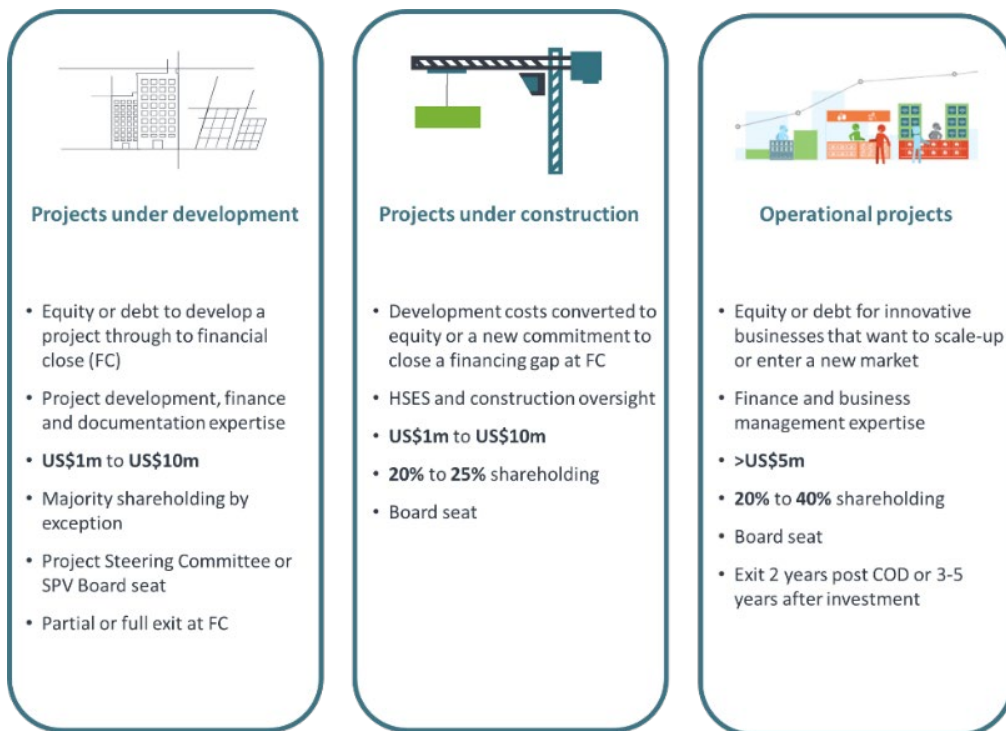 Projects under development
• Equity or debt to develop a
project through to financial
close (FC)
• Project development, finance
and documentation expertise
• US$1m to US$10m
• Majority shareholding by
exception
• Project Steering Committee or
SPV Board seat
• Partial or full exit at FC
Projects under construction
• Development costs converted to
equity or a new commitment to
close a financing gap at FC
• HSES and construction oversight
• US$1m to US$10m
• 20% to 25% shareholding
• Board seat
Operational projects
• Equity or debt for innovative
businesses that want to scale-up
or enter a new market
• Finance and business
management expertise
• >US$5m
• 20% to 40% shareholding
• Board seat
• Exit 2 years post COD or 3-5
years after investment